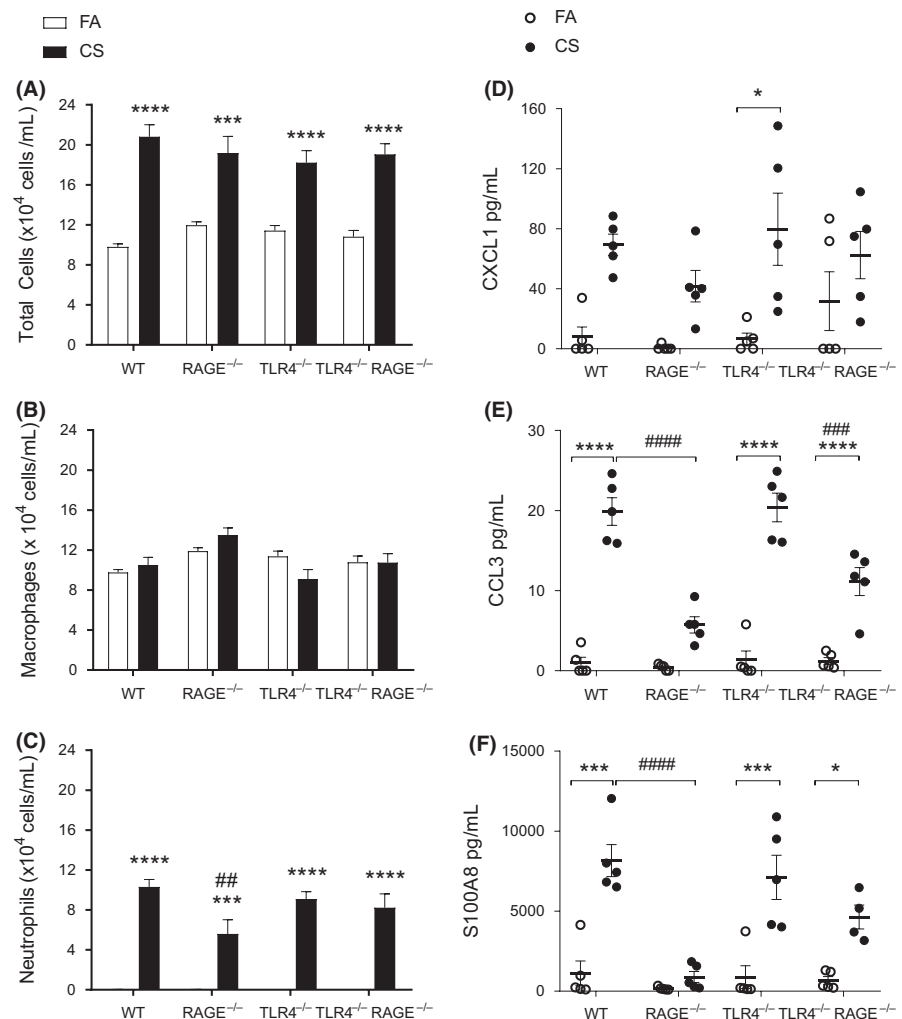 FA
CS
(A)
Total Cells (x10⁴ cells /mL)
24
20
16
12
8
4
0
**** *** **** ****
WT RAGE⁻/⁻ TLR4⁻/⁻ TLR4⁻/⁻ RAGE⁻/⁻
(B)
Macrophages (x 10⁴ cells/mL)
24
20
16
12
8
4
0
WT RAGE⁻/⁻ TLR4⁻/⁻ TLR4⁻/⁻ RAGE⁻/⁻
(C)
Neutrophils (x10⁴ cells/mL)
24
20
16
12
8
4
0
##
**** *** **** ****
WT RAGE⁻/⁻ TLR4⁻/⁻ TLR4⁻/⁻ RAGE⁻/⁻
FA
CS
(D)
CXCL1 pg/mL
160
120
80
40
0
*
WT RAGE⁻/⁻ TLR4⁻/⁻ TLR4⁻/⁻ RAGE⁻/⁻
(E)
CCL3 pg/mL
30
20
10
0
###
**** #### **** ****
WT RAGE⁻/⁻ TLR4⁻/⁻ TLR4⁻/⁻ RAGE⁻/⁻
(F)
S100A8 pg/mL
15000
10000
5000
0
*** #### *** *
WT RAGE⁻/⁻ TLR4⁻/⁻ TLR4⁻/⁻ RAGE⁻/⁻